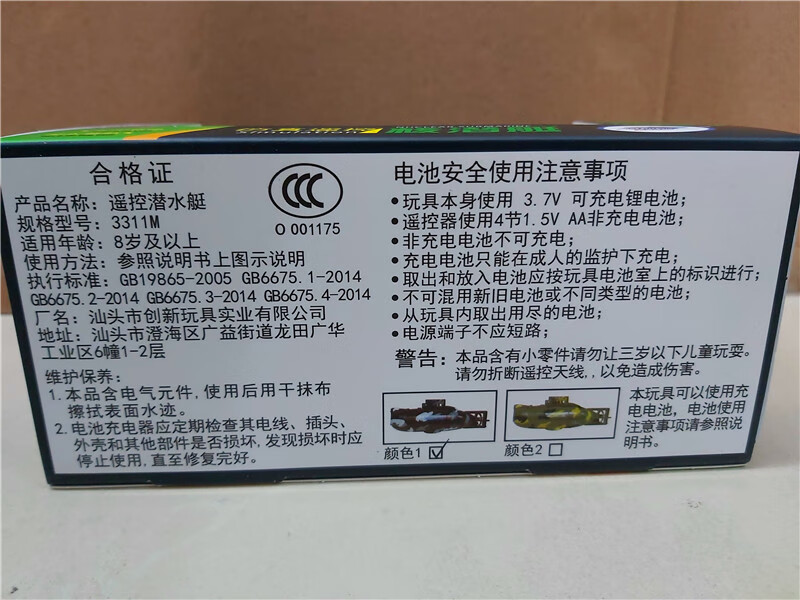 合格证
产品名称：遥控潜水艇
规格型号：3311M
适用年龄：8岁及以上
使用方法：参照说明书上图示说明
执行标准：GB19865-2005 GB6675.1-2014
GB6675.2-2014 GB6675.3-2014 GB6675.4-2014
厂名：汕头市创新玩具实业有限公司
地址：汕头市澄海区广益街道龙田广华
工业区6幢1-2层
CCC
O 001175
维护保养：
1.本品含电气元件，使用后用干抹布
擦拭表面水迹。
2.电池充电器应定期检查其电线、插头、
外壳和其他部件是否损坏，发现损坏时应
停止使用，直至修复完好。
电池安全使用注意事项
•玩具本身使用 3.7V 可充电锂电池；
•遥控器使用4节1.5V AA非充电电池；
•非充电电池不可充电；
•充电电池只能在成人的监护下充电；
•取出和放入电池应按玩具电池室上的标识进行；
•不可混用新旧电池或不同类型的电池；
•从玩具内取出用尽的电池；
•电源端子不应短路；
警告：本品含有小零件请勿让三岁以下儿童玩耍。
请勿折断遥控天线,,以免造成伤害。
颜色1
颜色2
本玩具可以使用充
电电池，电池使用
注意事项请参照说
明书。